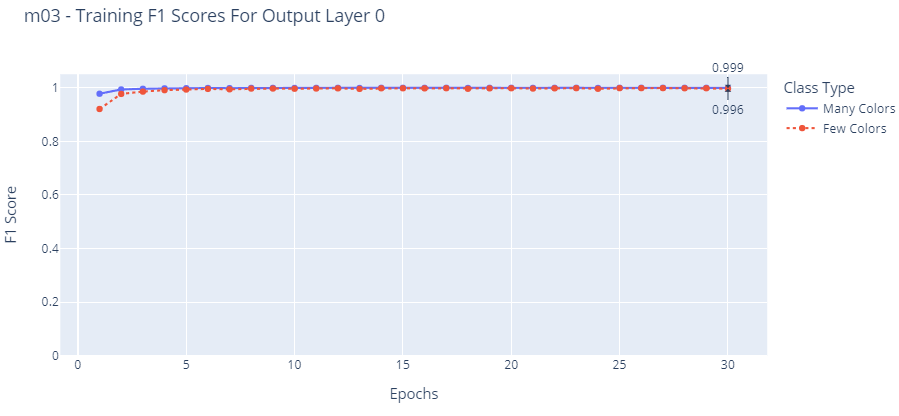 m03 - Training F1 Scores For Output Layer 0
0.999
Class Type
1
Many Colors
0.996
Few Colors
0.8
0.6
F1 Score
0.4
0.2
0
0 5 10 15 20 25 30
Epochs